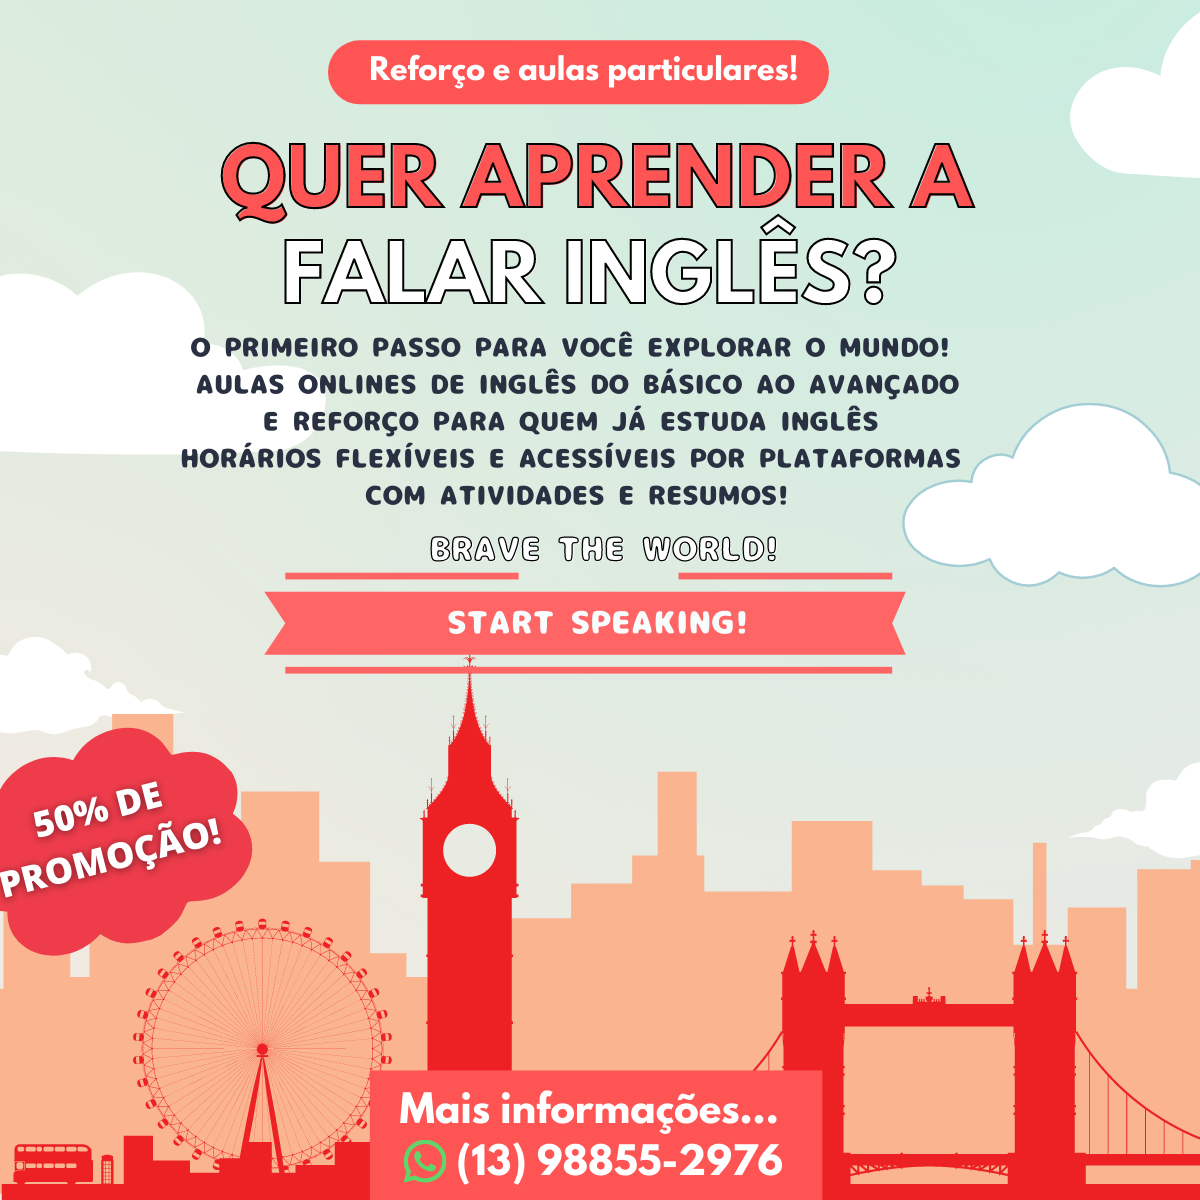 Reforço e aulas particulares!
QUER APRENDER A
FALAR INGLÊS?
O PRIMEIRO PASSO PARA VOCÊ EXPLORAR O MUNDO!
AULAS ONLINES DE INGLÊS DO BÁSICO AO AVANÇADO
E REFORÇO PARA QUEM JÁ ESTUDA INGLÊS
HORÁRIOS FLEXÍVEIS E ACESSÍVEIS POR PLATAFORMAS
COM ATIVIDADES E RESUMOS!
BRAVE THE WORLD!
START SPEAKING!
50% DE
PROMOÇÃO!
Mais informações...
(13) 98855-2976